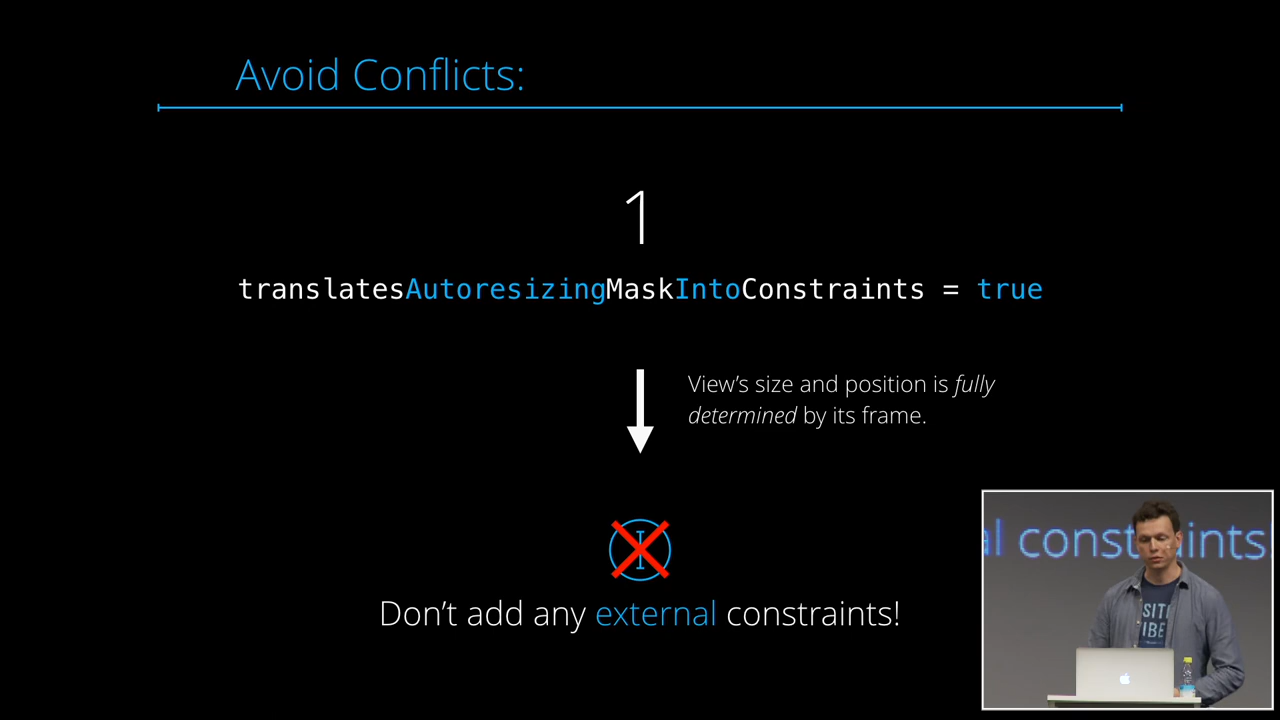 Avoid Conflicts:
1
translatesAutoresizingMaskIntoConstraints = true
View’s size and position is fully
determined by its frame.
Don’t add any external constraints!
al constraints